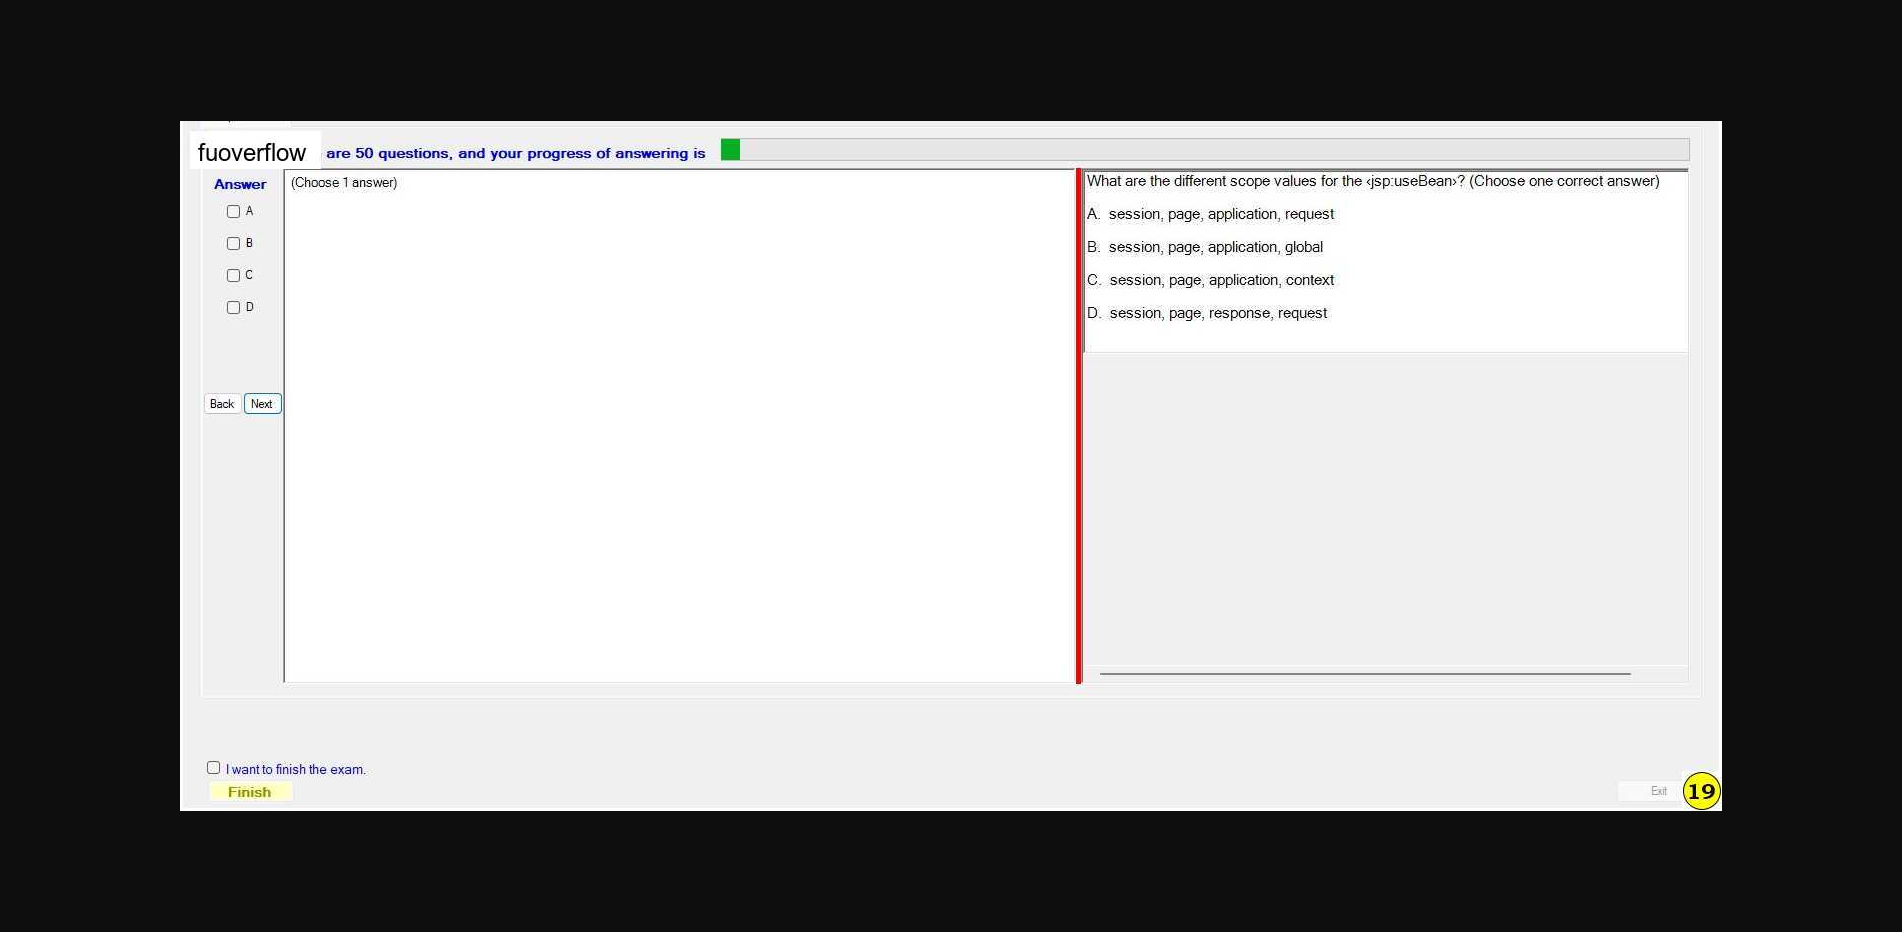 fuoverflow are 50 questions, and your progress of answering is
Answer
A
B
C
D
Back Next
(Choose 1 answer)
What are the different scope values for the ‹jsp:useBean›? (Choose one correct answer)
A. session, page, application, request
B. session, page, application, global
C. session, page, application, context
D. session, page, response, request
I want to finish the exam.
Finish
Exit
19